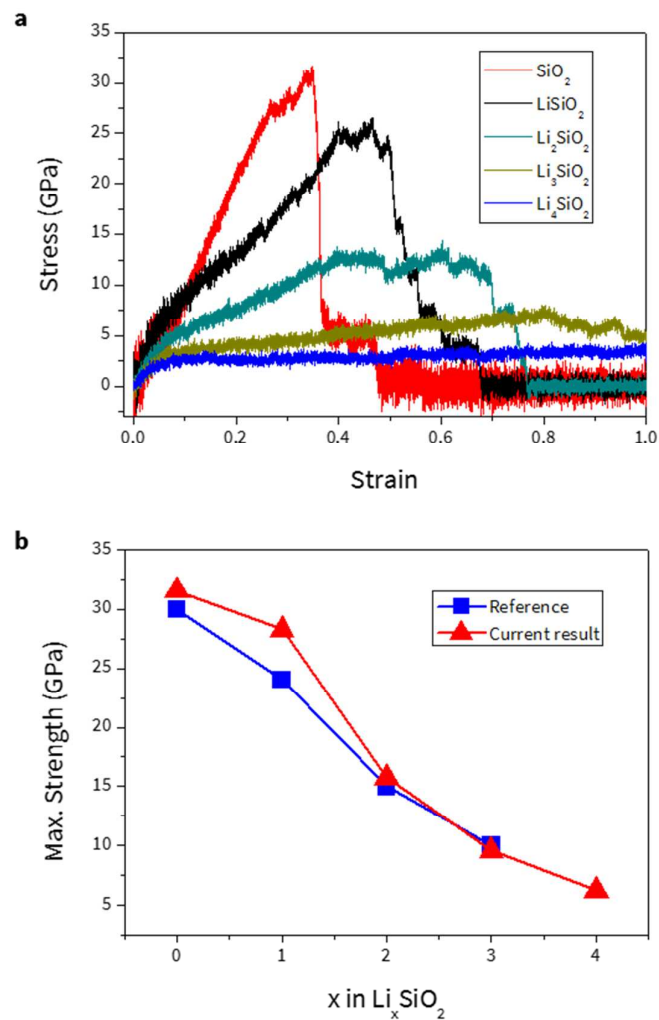 a
35
30
25
20
15
10
5
0
Stress (GPa)
SiO₂
LiSiO₂
Li₂SiO₂
Li₃SiO₂
Li₄SiO₂
0.0 0.2 0.4 0.6 0.8 1.0
Strain
b
35
30
25
20
15
10
5
Max. Strength (GPa)
Reference
Current result
0 1 2 3 4
x in LiₓSiO₂